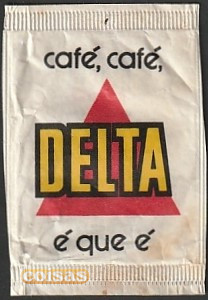 café, café,
DELTA
é que é
coisas